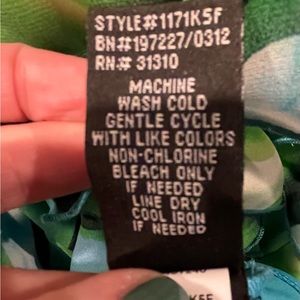 STYLE#1171K5F
BN#197227/0312
RN# 31310
MACHINE
WASH COLD
GENTLE CYCLE
WITH LIKE COLORS
NON-CHLORINE
BLEACH ONLY
IF NEEDED
LINE DRY
COOL IRON
IF NEEDED